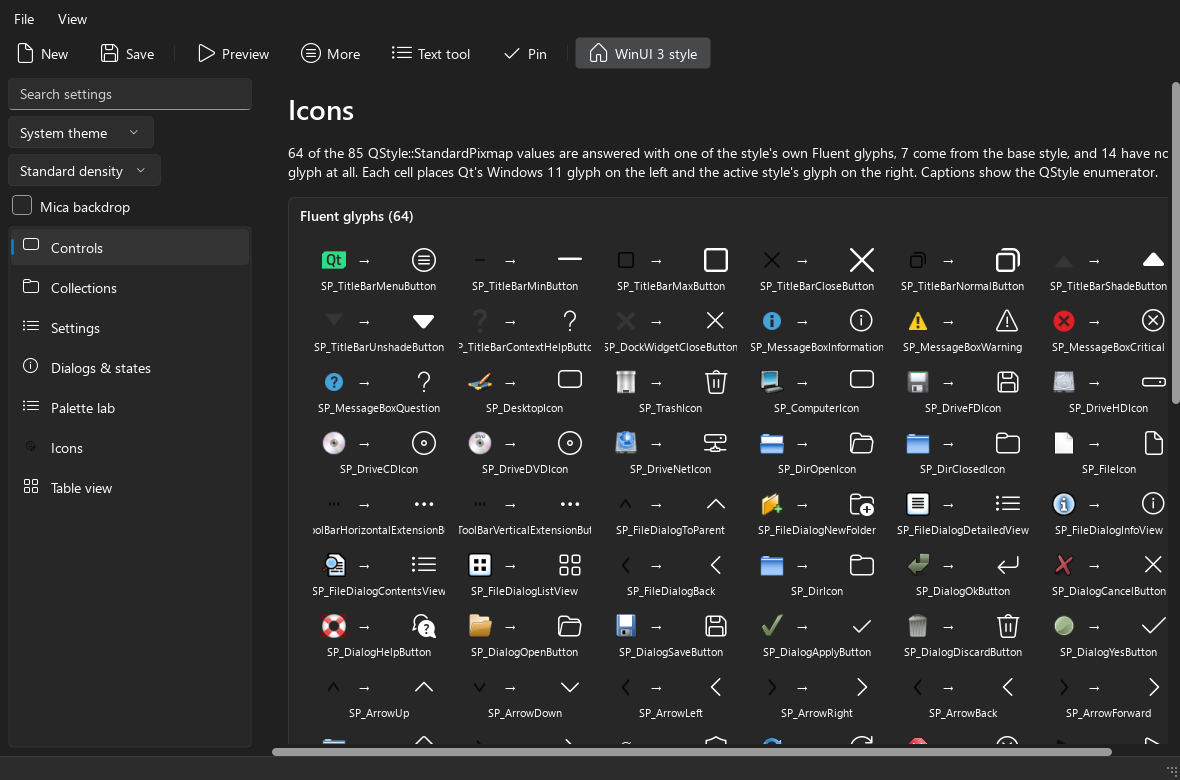 File View
New Save Preview More Text tool Pin WinUI 3 style
Search settings
System theme
Standard density
Mica backdrop
Controls
Collections
Settings
Dialogs & states
Palette lab
Icons
Table view
Icons
64 of the 85 QStyle::StandardPixmap values are answered with one of the style's own Fluent glyphs, 7 come from the base style, and 14 have
glyph at all. Each cell places Qt's Windows 11 glyph on the left and the active style's glyph on the right. Captions show the QStyle enumerator.
Fluent glyphs (64)
Qt → → → → → →
SP_TitleBarMenuButton SP_TitleBarMinButton SP_TitleBarMaxButton SP_TitleBarCloseButton SP_TitleBarNormalButton SP_TitleBarShadeButton
→ → → → → →
SP_TitleBarUnshadeButton P_TitleBarContextHelpButtc SP_DockWidgetCloseButton SP_MessageBoxInformation SP_MessageBoxWarning SP_MessageBoxCritical
→ → → → → →
SP_MessageBoxQuestion SP_DesktopIcon SP_TrashIcon SP_ComputerIcon SP_DriveFDIcon SP_DriveHDIcon
→ DVD → → → → →
SP_DriveCDIcon SP_DriveDVDIcon SP_DriveNetIcon SP_DirOpenIcon SP_DirClosedIcon SP_FileIcon
→ → → → → →
oolBarHorizontalExtensionB ToolBarVerticalExtensionBut SP_FileDialogToParent SP_FileDialogNewFolder SP_FileDialogDetailedView SP_FileDialogInfoView
→ → → → → →
SP_FileDialogContentsView SP_FileDialogListView SP_FileDialogBack SP_DirIcon SP_DialogOkButton SP_DialogCancelButton
→ → → → → →
SP_DialogHelpButton SP_DialogOpenButton SP_DialogSaveButton SP_DialogApplyButton SP_DialogDiscardButton SP_DialogYesButton
→ → → → → →
SP_ArrowUp SP_ArrowDown SP_ArrowLeft SP_ArrowRight SP_ArrowBack SP_ArrowForward